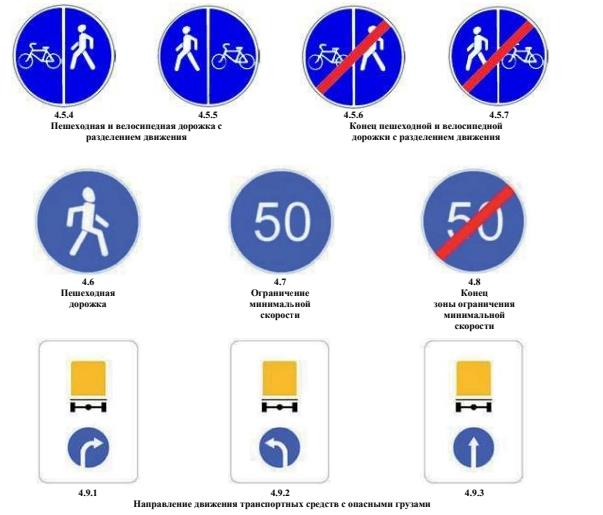 4.5.4
4.5.5
4.5.6
4.5.7
Пешеходная и велосипедная дорожка с
разделением движения
Конец пешеходной и велосипедной
дорожки с разделением движения
50
50
4.6
Пешеходная
дорожка
4.7
Ограничение
минимальной
скорости
4.8
Конец
зоны ограничения
минимальной
скорости
4.9.1
4.9.2
4.9.3
Направление движения транспортных средств с опасными грузами